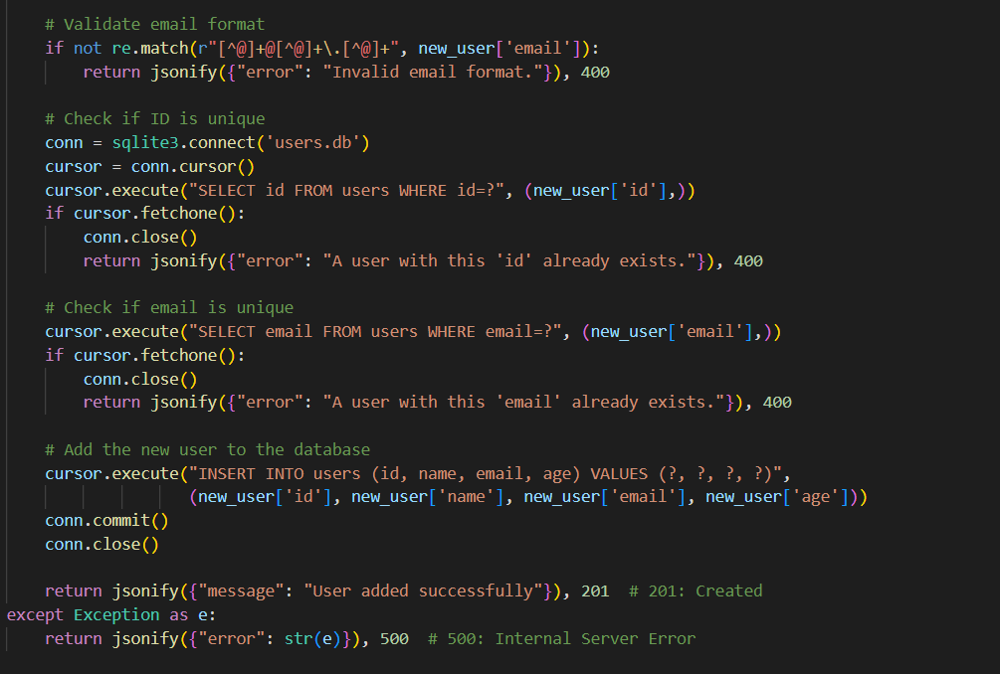 # Validate email format
if not re.match(r"[^@]+@[^@]+\.[^@]+", new_user['email']):
return jsonify({"error": "Invalid email format."}), 400
# Check if ID is unique
conn = sqlite3.connect('users.db')
cursor = conn.cursor()
cursor.execute("SELECT id FROM users WHERE id=?", (new_user['id'],))
if cursor.fetchone():
conn.close()
return jsonify({"error": "A user with this 'id' already exists."}), 400
# Check if email is unique
cursor.execute("SELECT email FROM users WHERE email=?", (new_user['email'],))
if cursor.fetchone():
conn.close()
return jsonify({"error": "A user with this 'email' already exists."}), 400
# Add the new user to the database
cursor.execute("INSERT INTO users (id, name, email, age) VALUES (?, ?, ?, ?)",
(new_user['id'], new_user['name'], new_user['email'], new_user['age']))
conn.commit()
conn.close()
return jsonify({"message": "User added successfully"}), 201  # 201: Created
except Exception as e:
return jsonify({"error": str(e)}), 500  # 500: Internal Server Error